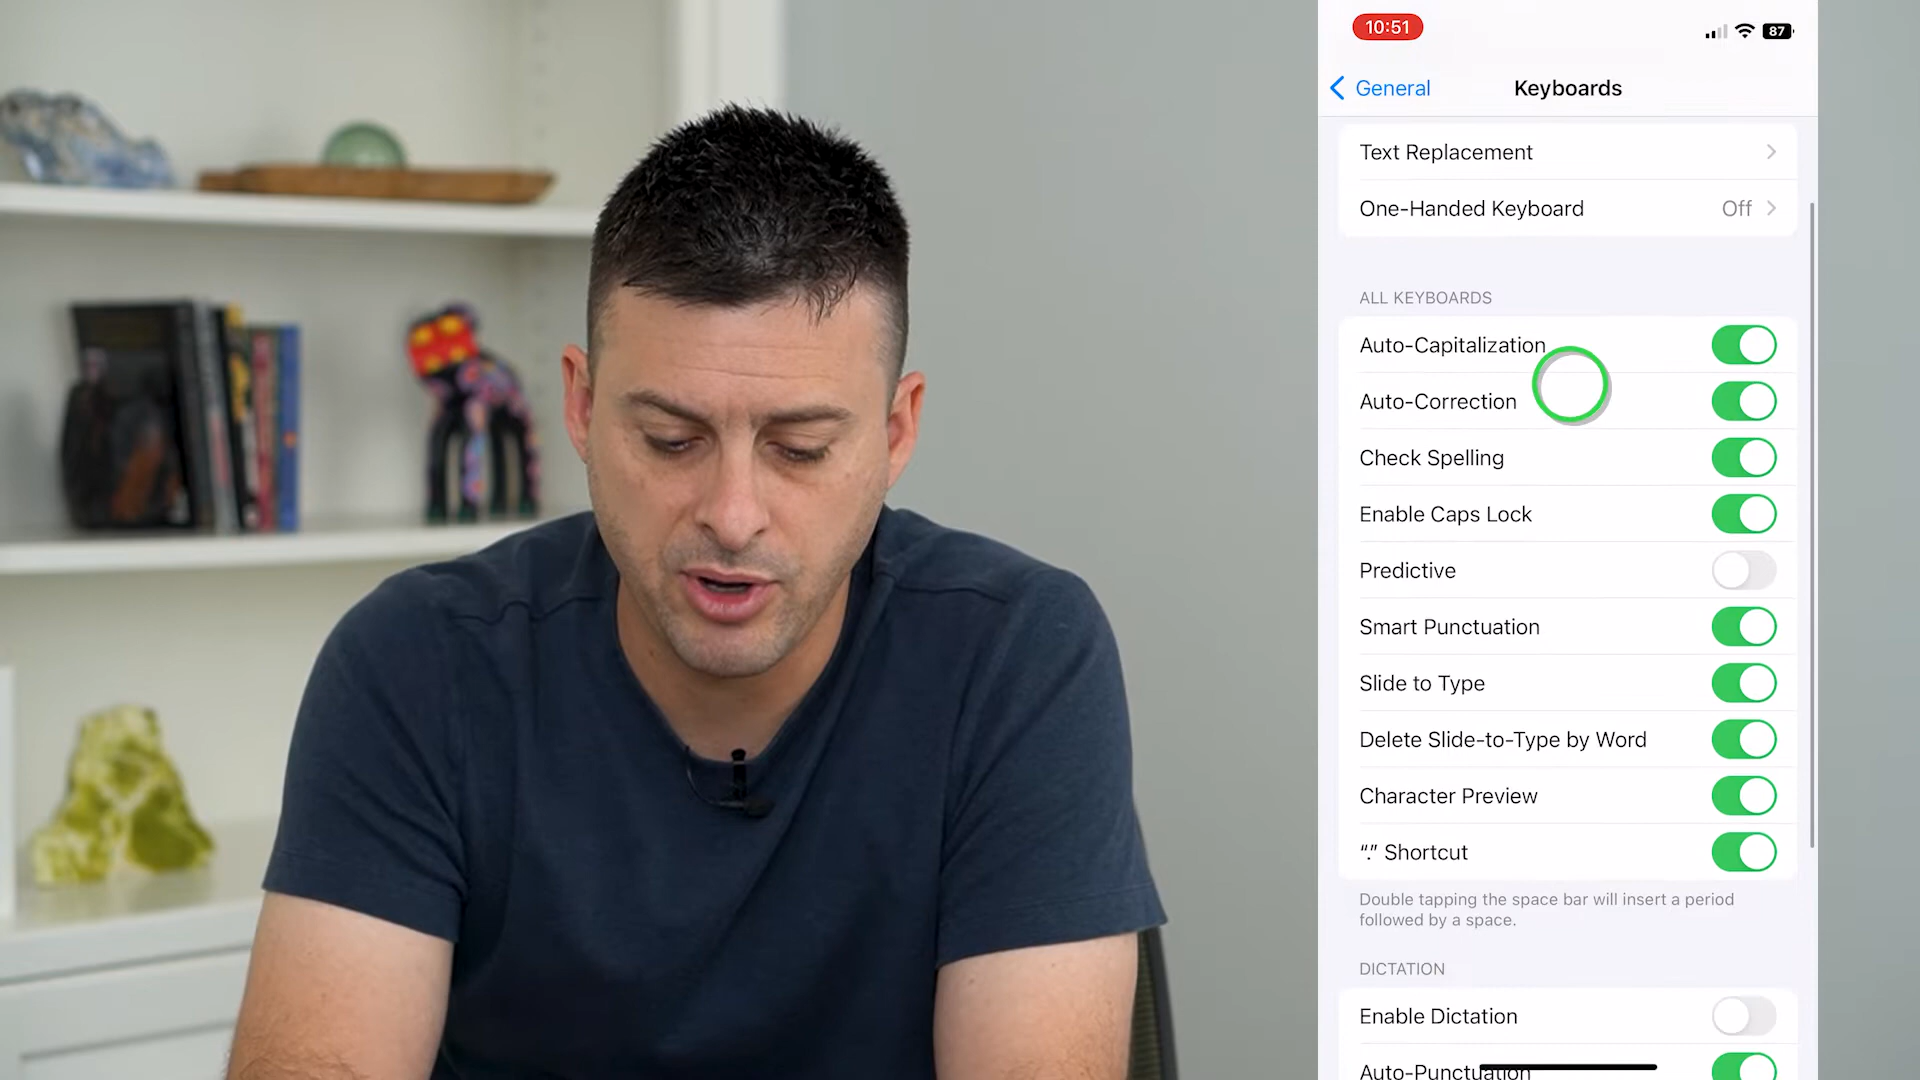 10:51
87
General
Keyboards
Text Replacement
One-Handed Keyboard Off
ALL KEYBOARDS
Auto-Capitalization
Auto-Correction
Check Spelling
Enable Caps Lock
Predictive
Smart Punctuation
Slide to Type
Delete Slide-to-Type by Word
Character Preview
“.” Shortcut
Double tapping the space bar will insert a period
followed by a space.
DICTATION
Enable Dictation
Auto-Punctuation